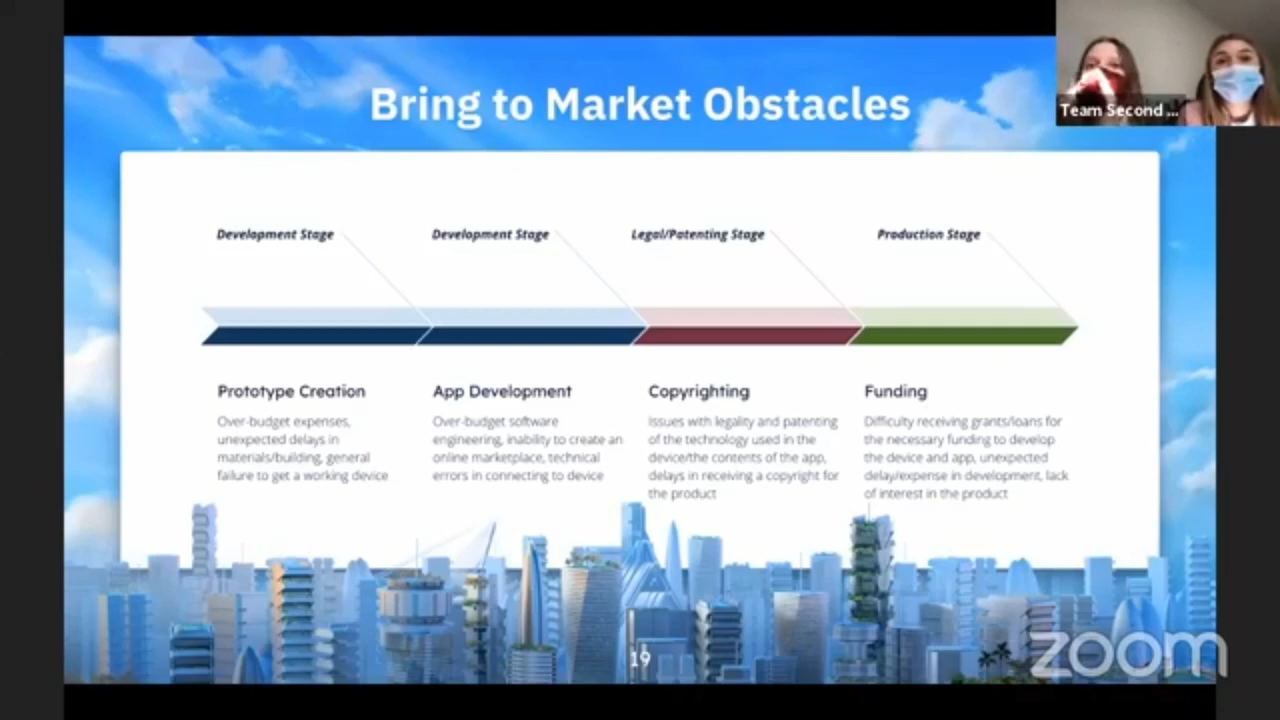 Bring to Market Obstacles
Team Second ...
Development Stage
Development Stage
Legal/Patenting Stage
Production Stage
Prototype Creation
Over-budget expenses,
unexpected delays in
materials/building, general
failure to get a working device
App Development
Over-budget software
engineering, inability to create an
online marketplace, technical
errors in connecting to device
Copyrighting
Issues with legality and patenting
of the technology used in the
device/the contents of the app,
delays in receiving a copyright for
the product
Funding
Difficulty receiving grants/loans for
the necessary funding to develop
the device and app, unexpected
delay/expense in development, lack
of interest in the product
19
zoom